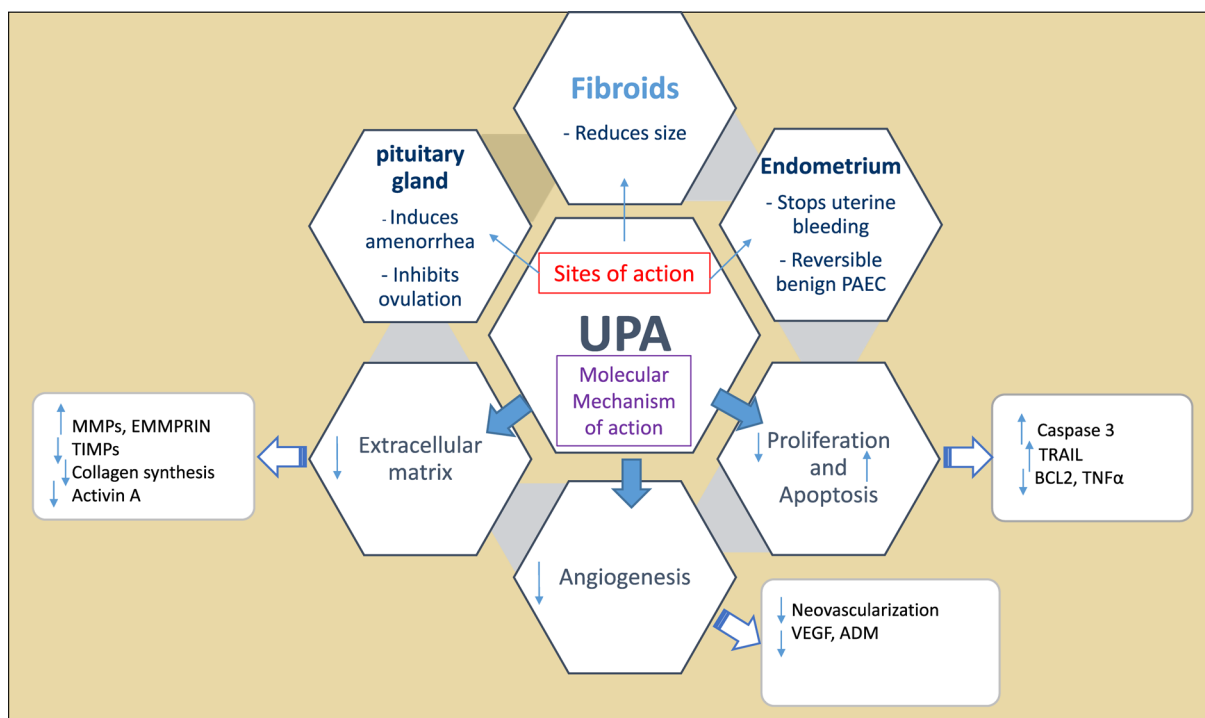 Fibroids
- Reduces size
pituitary
gland
- Induces
amenorrhea
- Inhibits
ovulation
Endometrium
- Stops uterine
bleeding
- Reversible
benign PAEC
Sites of action
UPA
Molecular
Mechanism
of action
↓ Extracellular
matrix
↑ MMPs, EMMPRIN
↓ TIMPs
↓ Collagen synthesis
↓ Activin A
↓ Angiogenesis
↓ Neovascularization
↓ VEGF, ADM
↓ Proliferation
and
Apoptosis ↑
↑ Caspase 3
↑ TRAIL
↓ BCL2, TNFα